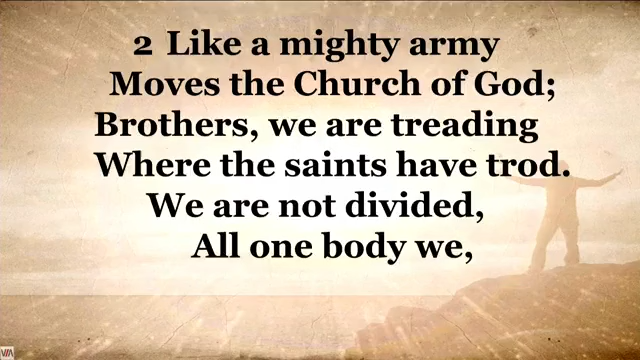 2 Like a mighty army
Moves the Church of God;
Brothers, we are treading
Where the saints have trod.
We are not divided,
All one body we,
VIA